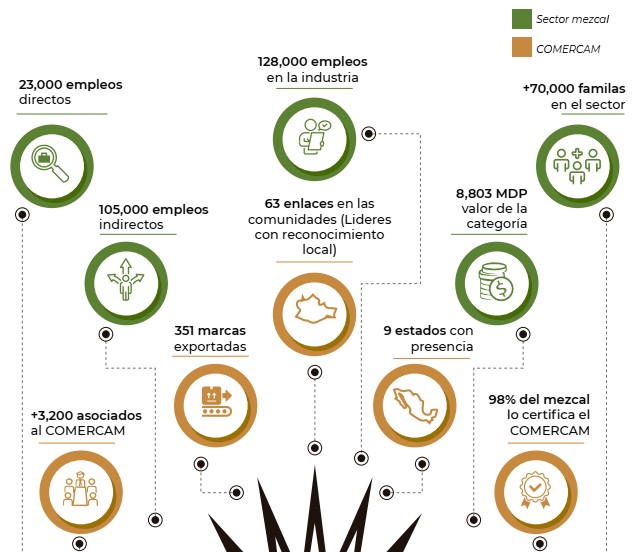 Sector mezcal
COMERCAM
128,000 empleos
en la industria
23,000 empleos
directos
+70,000 familas
en el sector
63 enlaces en las
comunidades (Lideres
con reconocimiento
local)
105,000 empleos
indirectos
8,803 MDP
valor de la
categoría
351 marcas
exportadas
9 estados con
presencia
+3,200 asociados
al COMERCAM
98% del mezcal
lo certifica el
COMERCAM